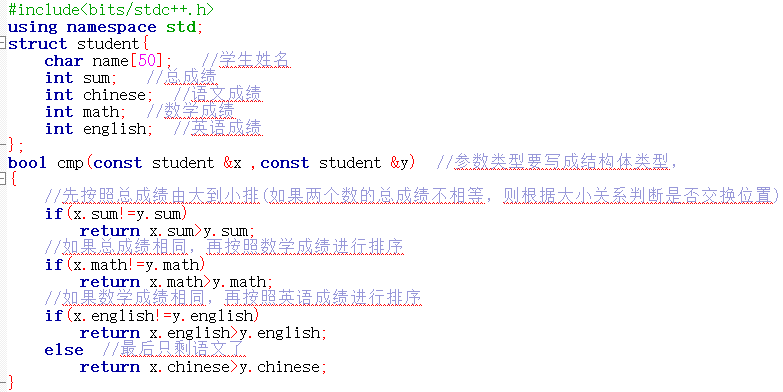 #include<bits/stdc++.h>
using namespace std;
struct student{
    char name[50];   //学生姓名
    int sum;   //总成绩
    int chinese;  //语文成绩
    int math;  //数学成绩
    int english;  //英语成绩
};
bool cmp(const student &x ,const student &y)  //参数类型要写成结构体类型,
{
    //先按照总成绩由大到小排(如果两个数的总成绩不相等, 则根据大小关系判断是否交换位置)
    if(x.sum!=y.sum)
        return x.sum>y.sum;
    //如果总成绩相同, 再按照数学成绩进行排序
    if(x.math!=y.math)
        return x.math>y.math;
    //如果数学成绩相同, 再按照英语成绩进行排序
    if(x.english!=y.english)
        return x.english>y.english;
    else  //最后只剩语文了
        return x.chinese>y.chinese;
}